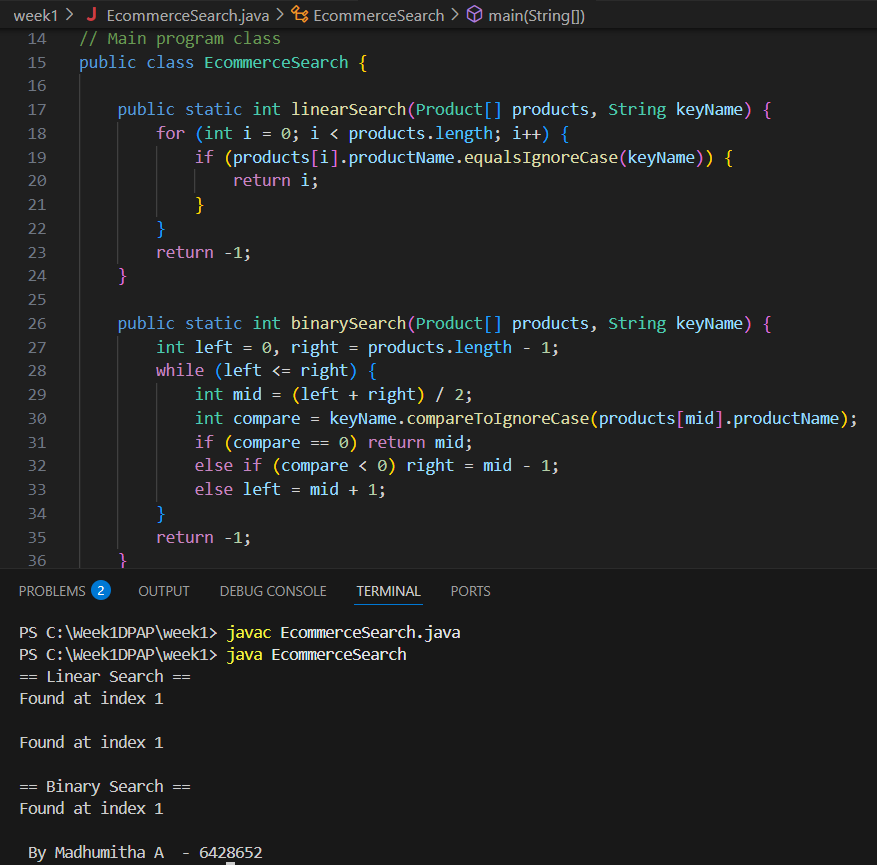 week1 > J EcommerceSearch.java > EcommerceSearch > main(String[])
14 // Main program class
15 public class EcommerceSearch {
16
17 public static int linearSearch(Product[] products, String keyName) {
18 for (int i = 0; i < products.length; i++) {
19 if (products[i].productName.equalsIgnoreCase(keyName)) {
20 return i;
21 }
22 }
23 return -1;
24 }
25
26 public static int binarySearch(Product[] products, String keyName) {
27 int left = 0, right = products.length - 1;
28 while (left <= right) {
29 int mid = (left + right) / 2;
30 int compare = keyName.compareToIgnoreCase(products[mid].productName);
31 if (compare == 0) return mid;
32 else if (compare < 0) right = mid - 1;
33 else left = mid + 1;
34 }
35 return -1;
36 }
PROBLEMS 2 OUTPUT DEBUG CONSOLE TERMINAL PORTS
PS C:\Week1DPAP\week1> javac EcommerceSearch.java
PS C:\Week1DPAP\week1> java EcommerceSearch
== Linear Search ==
Found at index 1
Found at index 1
== Binary Search ==
Found at index 1
By Madhumitha A - 6428652